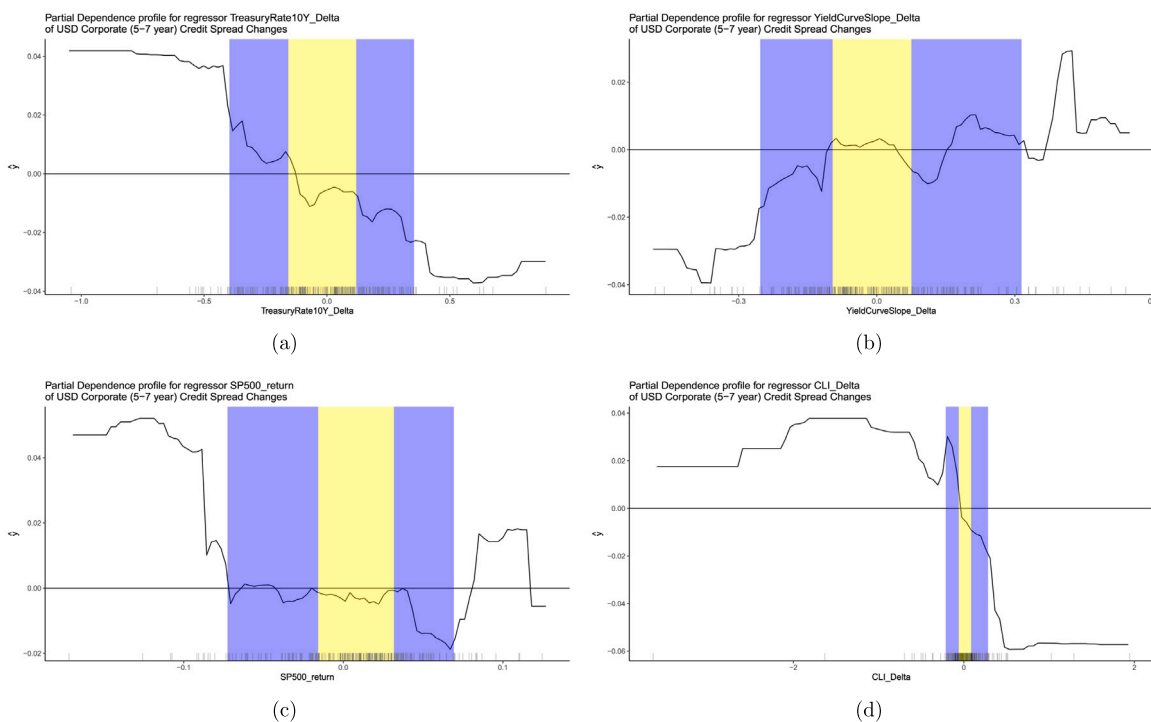 Partial Dependence profile for regressor TreasuryRate10Y_Delta
of USD Corporate (5−7 year) Credit Spread Changes
0.04
0.02
0.00
−0.02
−0.04
ŷ
−1.0 −0.5 0.0 0.5
TreasuryRate10Y_Delta
(a)
Partial Dependence profile for regressor YieldCurveSlope_Delta
of USD Corporate (5−7 year) Credit Spread Changes
0.02
0.00
−0.02
−0.04
ŷ
−0.3 0.0 0.3 0
YieldCurveSlope_Delta
(b)
Partial Dependence profile for regressor SP500_return
of USD Corporate (5−7 year) Credit Spread Changes
0.04
0.02
0.00
−0.02
ŷ
−0.1 0.0 0.1
SP500_return
(c)
Partial Dependence profile for regressor CLI_Delta
of USD Corporate (5−7 year) Credit Spread Changes
0.04
0.02
0.00
−0.02
−0.04
−0.06
ŷ
−2 0 2
CLI_Delta
(d)